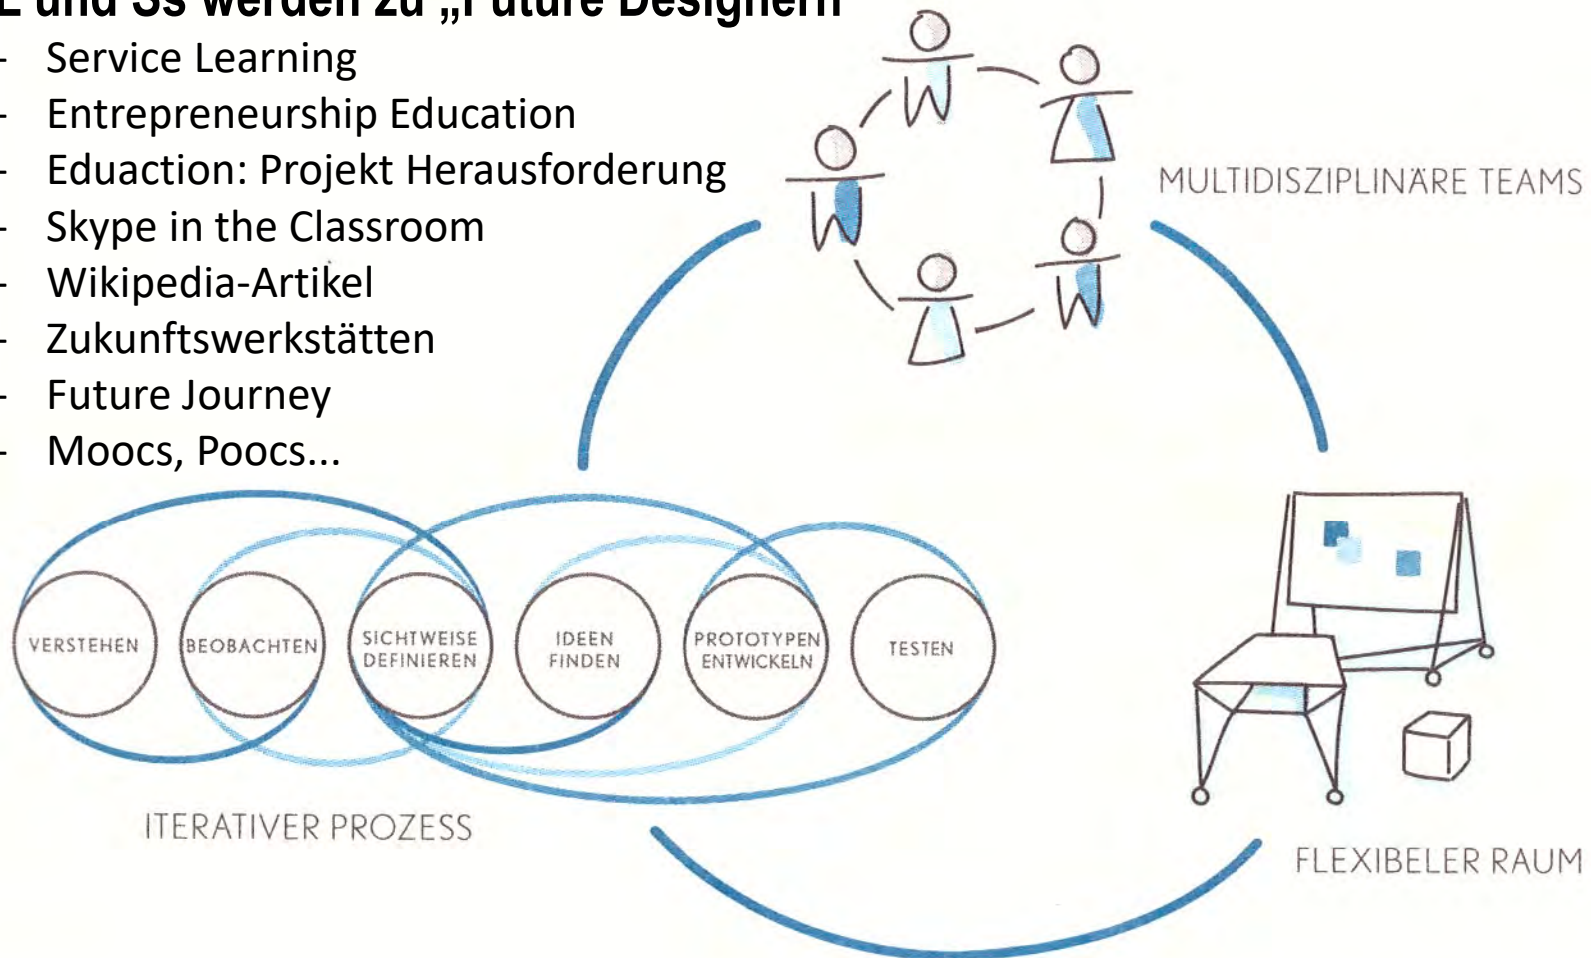 und Ss werden zu „Future Designern
- Service Learning
- Entrepreneurship Education
- Eduaction: Projekt Herausforderung
- Skype in the Classroom
- Wikipedia-Artikel
- Zukunftswerkstätten
- Future Journey
- Moocs, Poocs...
MULTIDISZIPLINÄRE TEAMS
VERSTEHEN
BEOBACHTEN
SICHTWEISE
DEFINIEREN
IDEEN
FINDEN
PROTOTYPEN
ENTWICKELN
TESTEN
ITERATIVER PROZESS
FLEXIBELER RAUM